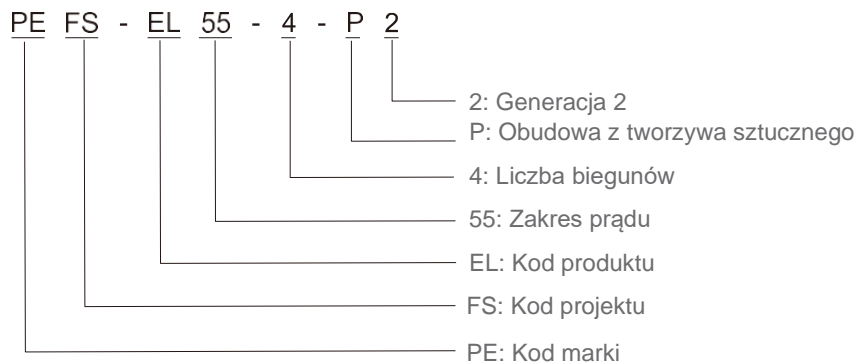 PE FS - EL 55 - 4 - P 2
2: Generacja 2
P: Obudowa z tworzywa sztucznego
4: Liczba biegunów
55: Zakres prądu
EL: Kod produktu
FS: Kod projektu
PE: Kod marki